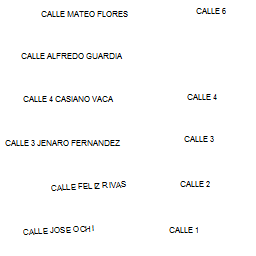 CALLE MATEO FLORES
CALLE 6
CALLE ALFREDO GUARDIA
CALLE 4 CASIANO VACA
CALLE 4
CALLE 3 JENARO FERNANDEZ
CALLE 3
CALLE FELIZ RIVAS
CALLE 2
CALLE JOSE OCHI
CALLE 1